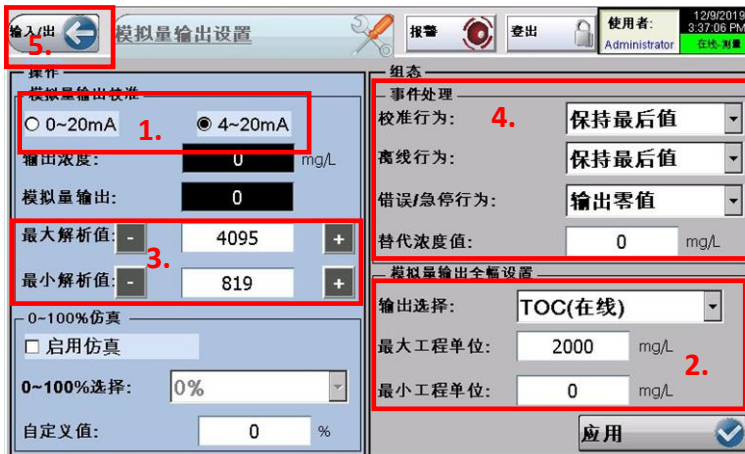 输入/出
5.
模拟量输出设置
报警
登出
使用者:
Administrator
12/9/2019
3:37:06 PM
在线-测量
操作
模拟量输出校准
0~20mA
1.
4~20mA
输出浓度:
0
mg/L
模拟量输出:
0
最大解析值:
-
4095
+
3.
最小解析值:
-
819
+
0~100%仿真
启用仿真
0~100%选择:
0%
自定义值:
0
%
组态
事件处理
4.
校准行为:
保持最后值
离线行为:
保持最后值
错误/急停行为:
输出零值
替代浓度值:
0
mg/L
模拟量输出全幅设置
输出选择:
TOC(在线)
最大工程单位:
2000
mg/L
2.
最小工程单位:
0
mg/L
应用